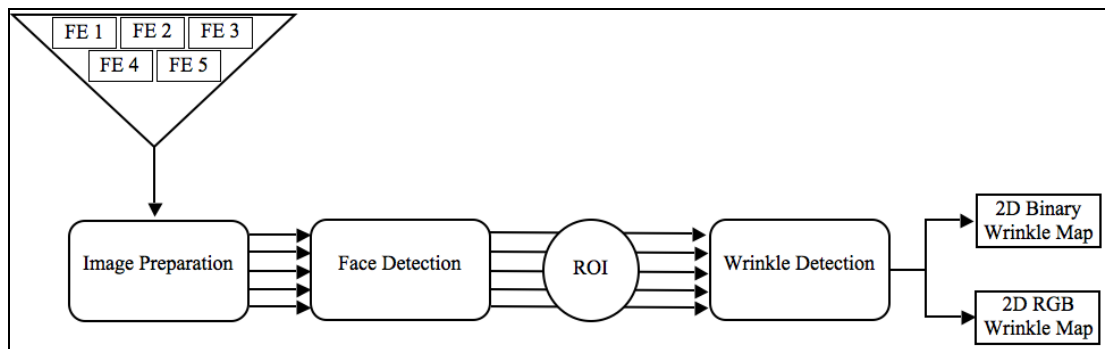 FE 1
FE 2
FE 3
FE 4
FE 5
Image Preparation
Face Detection
ROI
Wrinkle Detection
2D Binary
Wrinkle Map
2D RGB
Wrinkle Map